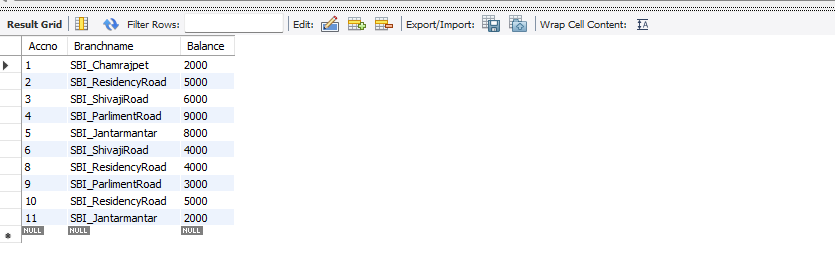 Result Grid Filter Rows: Edit: Export/Import: Wrap Cell Content: IA
Accno Branchname Balance
1 SBI_Chamrajpet 2000
2 SBI_ResidencyRoad 5000
3 SBI_ShivajiRoad 6000
4 SBI_ParlimentRoad 9000
5 SBI_Jantarmantar 8000
6 SBI_ShivajiRoad 4000
8 SBI_ResidencyRoad 4000
9 SBI_ParlimentRoad 3000
10 SBI_ResidencyRoad 5000
11 SBI_Jantarmantar 2000
NULL NULL NULL